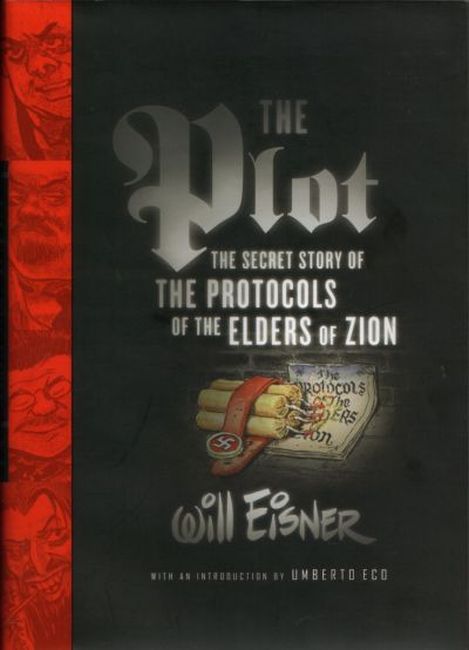 THE
Plot
THE SECRET STORY OF
THE PROTOCOLS
OF THE ELDERS OF ZION
The
Protocols
of The
ELDERS
Zion
Will EISNER
WITH AN INTRODUCTION BY UMBERTO ECO